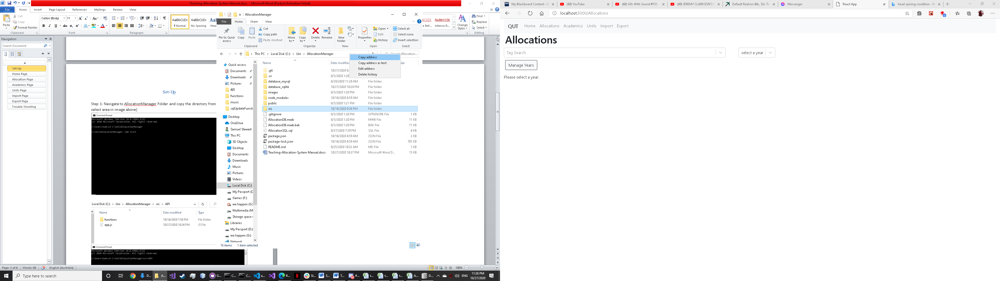 Teaching-Allocation-System Manual.docx - Microsoft Word (Product Activation Failed)
File Home Insert Page Layout References Mailings Review View
Paste
Cut
Copy
Format Painter
Clipboard
Calibri (Body) 11
Font
Paragraph
AaBbCcDc
¶ Normal
AaBbCcDc
No Spacing
Change Styles
Find
Replace
Select
Editing
Navigation
Search Document
Set-Up
Home Page
Allocation Page
Academics Page
Units Page
Import Page
Export Page
Trouble Shooting
Set-Up
Step 1: Navigate to AllocationManager Folder and copy the directory from
select area in image above)
Command Prompt
Microsoft Windows [Version 10.0.19041.572]
(c) 2020 Microsoft Corporation. All rights reserved.
C:\Users\Sam>cd C:\Uni\AllocationManager
C:\Uni\AllocationManager> npm start
Local Disk (C:) › Uni › AllocationManager › src › API
Name Date modified Type
functions 10/16/2020 7:36 PM File folder
app.js 10/27/2020 10:26 PM JS File
Command Prompt
Microsoft Windows [Version 10.0.19041.572]
(c) 2020 Microsoft Corporation. All rights reserved.
C:\Users\Sam>cd C:\Uni\AllocationManager\src\API
Page: 3 of 8 Words: 88 English (Australia) 100%
AllocationManager
File Home Share View
Pin to Quick access
Copy
Paste
Cut
Copy path
Paste shortcut
Clipboard
Move to
Copy to
Delete
Rename
Organize
New folder
New
Properties
Open
Edit
History
Open
Select all
Select none
Invert selection
Select
This PC › Local Disk (C:) › Uni › AllocationManager
Copy address
Copy address as text
Edit address
Delete history
Quick access
Documents
Downloads
Pictures
401
functions
music
sqlUpdateFuncti
Desktop
OneDrive
Samuel Stewart
This PC
3D Objects
Desktop
Documents
Downloads
Music
Pictures
Videos
Local Disk (C:)
My Passport (D
Games (F:)
wa happen (G:)
Multimedia (M
Storage space
Libraries
My Passport (D:)
wa happen (G:)
Network
Name Date modified Size
.git 10/27/2020 8:
.vs 8/3/2020 1:20
database_mysql 8/28/2020 11:20 AM File folder
database_sqlite 10/27/2020 10:24 PM File folder
images 8/3/2020 1:20 PM File folder
node_modules 10/16/2020 4:59 AM File folder
public 8/3/2020 1:21 PM File folder
src 10/14/2020 8:34 PM File folder
.gitignore 8/3/2020 1:20 PM GITIGNORE File 1 KB
AllocationDB.mwb 8/3/2020 1:20 PM MWB File 11 KB
AllocationDB.mwb.bak 8/3/2020 1:20 PM BAK File 11 KB
AllocationSQL.sql 8/27/2020 7:39 PM SQL File 6 KB
package.json 10/16/2020 4:59 AM JSON File 2 KB
package-lock.json 10/16/2020 4:59 AM JSON File 701 KB
README.md 8/25/2020 10:22 AM MD File 1 KB
Teaching-Allocation-System Manual.docx 10/27/2020 10:27 PM Microsoft Word D... 13 KB
16 items 1 item selected
My Blackboard Content – (60) YouTube (60) Gifs With Sound #133 - (60) JEREMY CLARKSON'S Default Realism 64x, 32x Te Messenger React App head spining condition -
localhost:3000/Allocations
QUT Home Allocations Academics Units Import Export
Allocations
Tag Search
select a year
Manage Years
Please select a year.
Type here to search
ENG
11:26 PM
10/27/2020